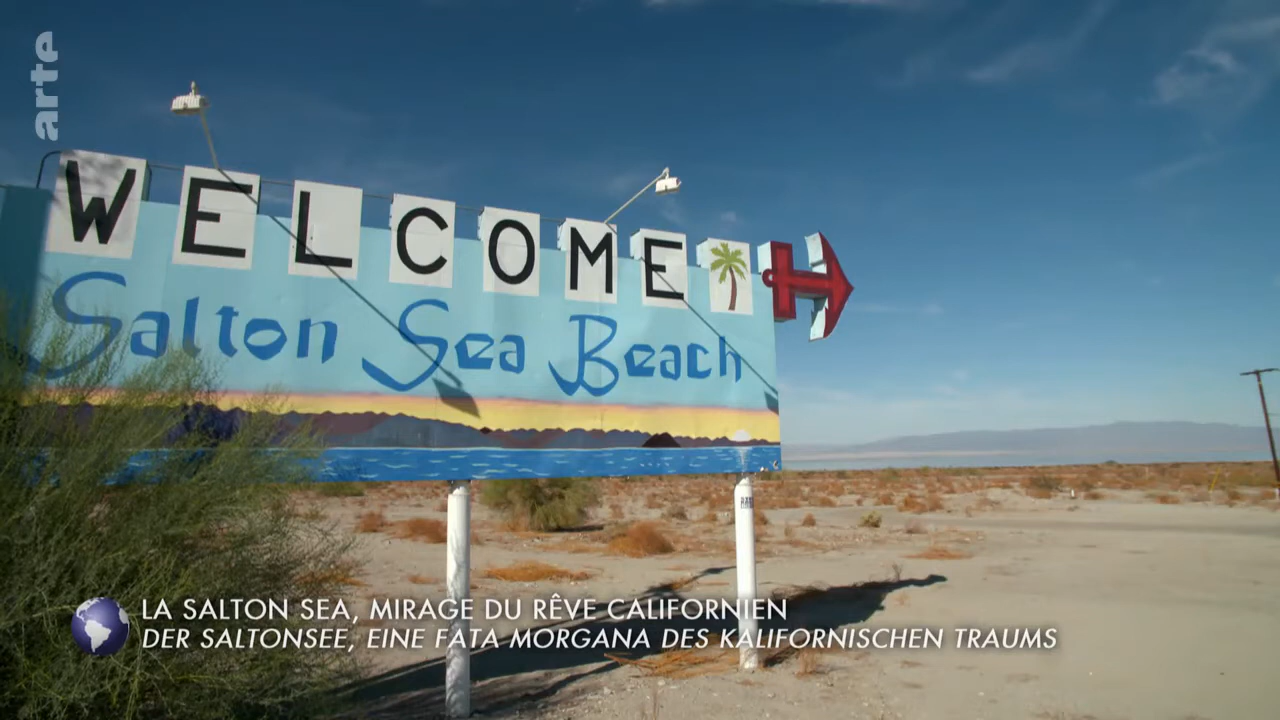 arte
WELCOME
Salton Sea Beach
LA SALTON SEA, MIRAGE DU RÊVE CALIFORNIEN
DER SALTONSEE, EINE FATA MORGANA DES KALIFORNISCHEN TRAUMS